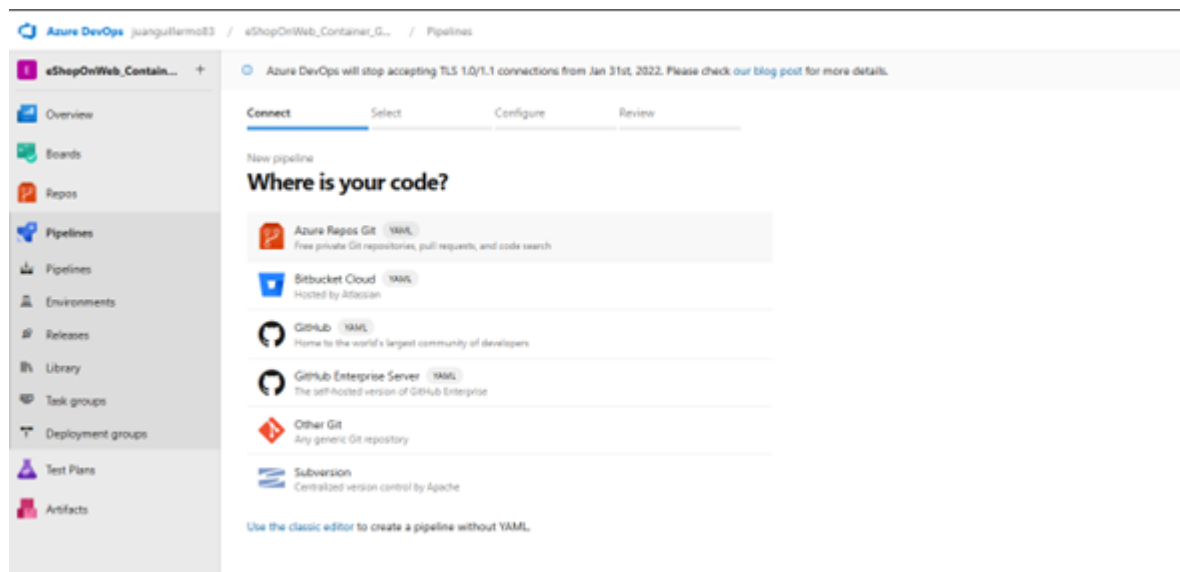 Azure DevOps juanguillermo83 / eShopOnWeb_Container_G... / Pipelines
eShopOnWeb_Contain... +
Azure DevOps will stop accepting TLS 1.0/1.1 connections from Jan 31st, 2022. Please check our blog post for more details.
Overview
Boards
Repos
Pipelines
Pipelines
Environments
Releases
Library
Task groups
Deployment groups
Test Plans
Artifacts
Connect Select Configure Review
New pipeline
Where is your code?
Azure Repos Git YAML
Free private Git repositories, pull requests, and code search
Bitbucket Cloud YAML
Hosted by Atlassian
GitHub YAML
Home to the world's largest community of developers
GitHub Enterprise Server YAML
The self-hosted version of GitHub Enterprise
Other Git
Any generic Git repository
Subversion
Centralized version control by Apache
Use the classic editor to create a pipeline without YAML.